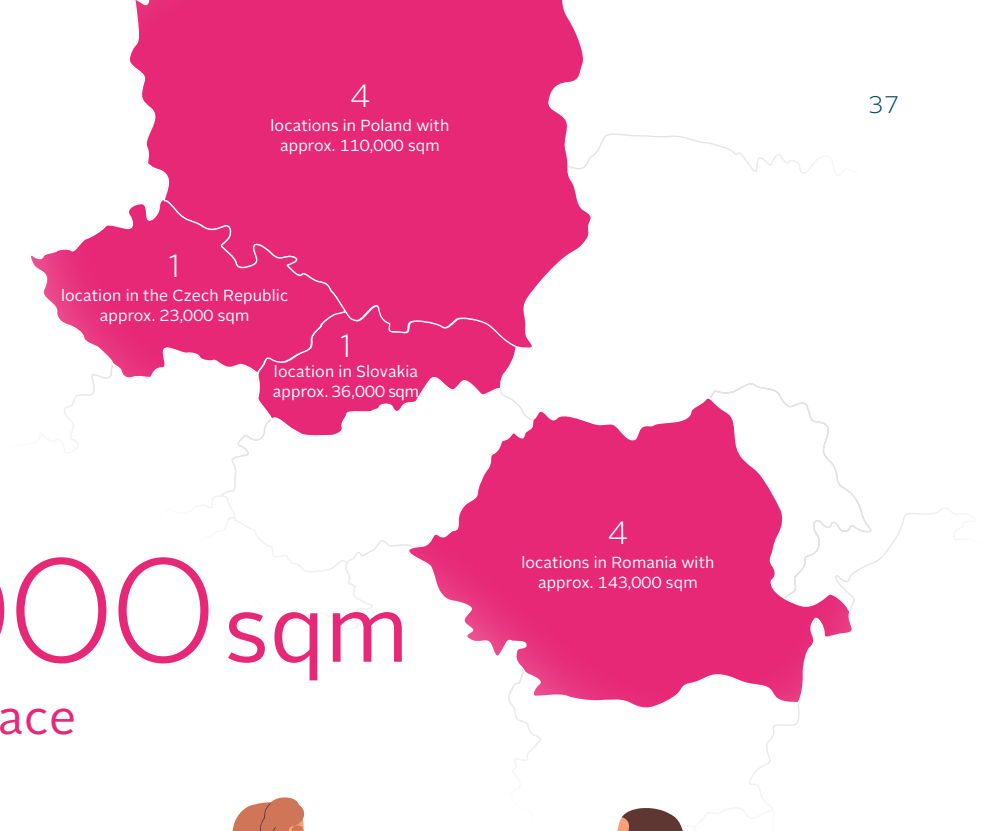 37
4
locations in Poland with
approx. 110,000 sqm
1
location in the Czech Republic
approx. 23,000 sqm
1
location in Slovakia
approx. 36,000 sqm
4
locations in Romania with
approx. 143,000 sqm
sqm